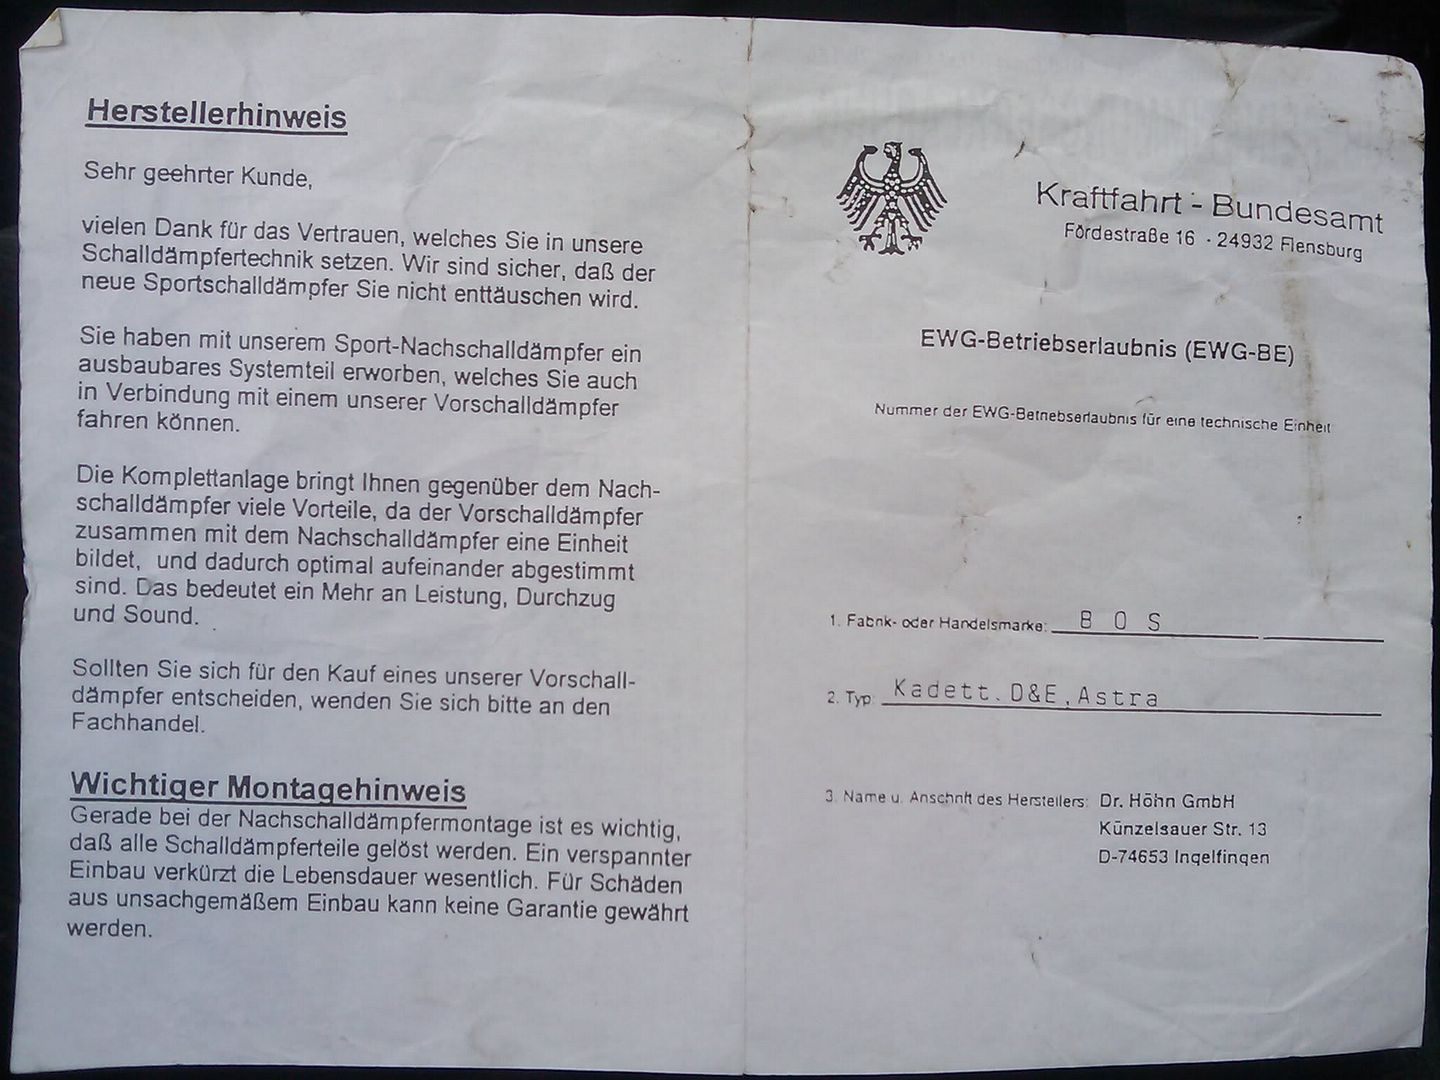 Herstellerhinweis
Sehr geehrter Kunde,
vielen Dank für das Vertrauen, welches Sie in unsere
Schalldämpfertechnik setzen. Wir sind sicher, daß der
neue Sportschalldämpfer Sie nicht enttäuschen wird.
Sie haben mit unserem Sport-Nachschalldämpfer ein
ausbaubares Systemteil erworben, welches Sie auch
in Verbindung mit einem unserer Vorschalldämpfer
fahren können.
Die Komplettanlage bringt Ihnen gegenüber dem Nach-
schalldämpfer viele Vorteile, da der Vorschalldämpfer
zusammen mit dem Nachschalldämpfer eine Einheit
bildet, und dadurch optimal aufeinander abgestimmt
sind. Das bedeutet ein Mehr an Leistung, Durchzug
und Sound.
Sollten Sie sich für den Kauf eines unserer Vorschall-
dämpfer entscheiden, wenden Sie sich bitte an den
Fachhandel.
Wichtiger Montagehinweis
Gerade bei der Nachschalldämpfermontage ist es wichtig,
daß alle Schalldämpferteile gelöst werden. Ein verspannter
Einbau verkürzt die Lebensdauer wesentlich. Für Schäden
aus unsachgemäßem Einbau kann keine Garantie gewährt
werden.
Kraftfahrt - Bundesamt
Fördestraße 16 · 24932 Flensburg
EWG-Betriebserlaubnis (EWG-BE)
Nummer der EWG-Betriebserlaubnis für eine technische Einheit
1. Fabrik- oder Handelsmarke: B O S
2. Typ: Kadett. D&E, Astra
3. Name u. Anschrift des Herstellers: Dr. Höhn GmbH
Künzelsauer Str. 13
D-74653 Ingelfingen